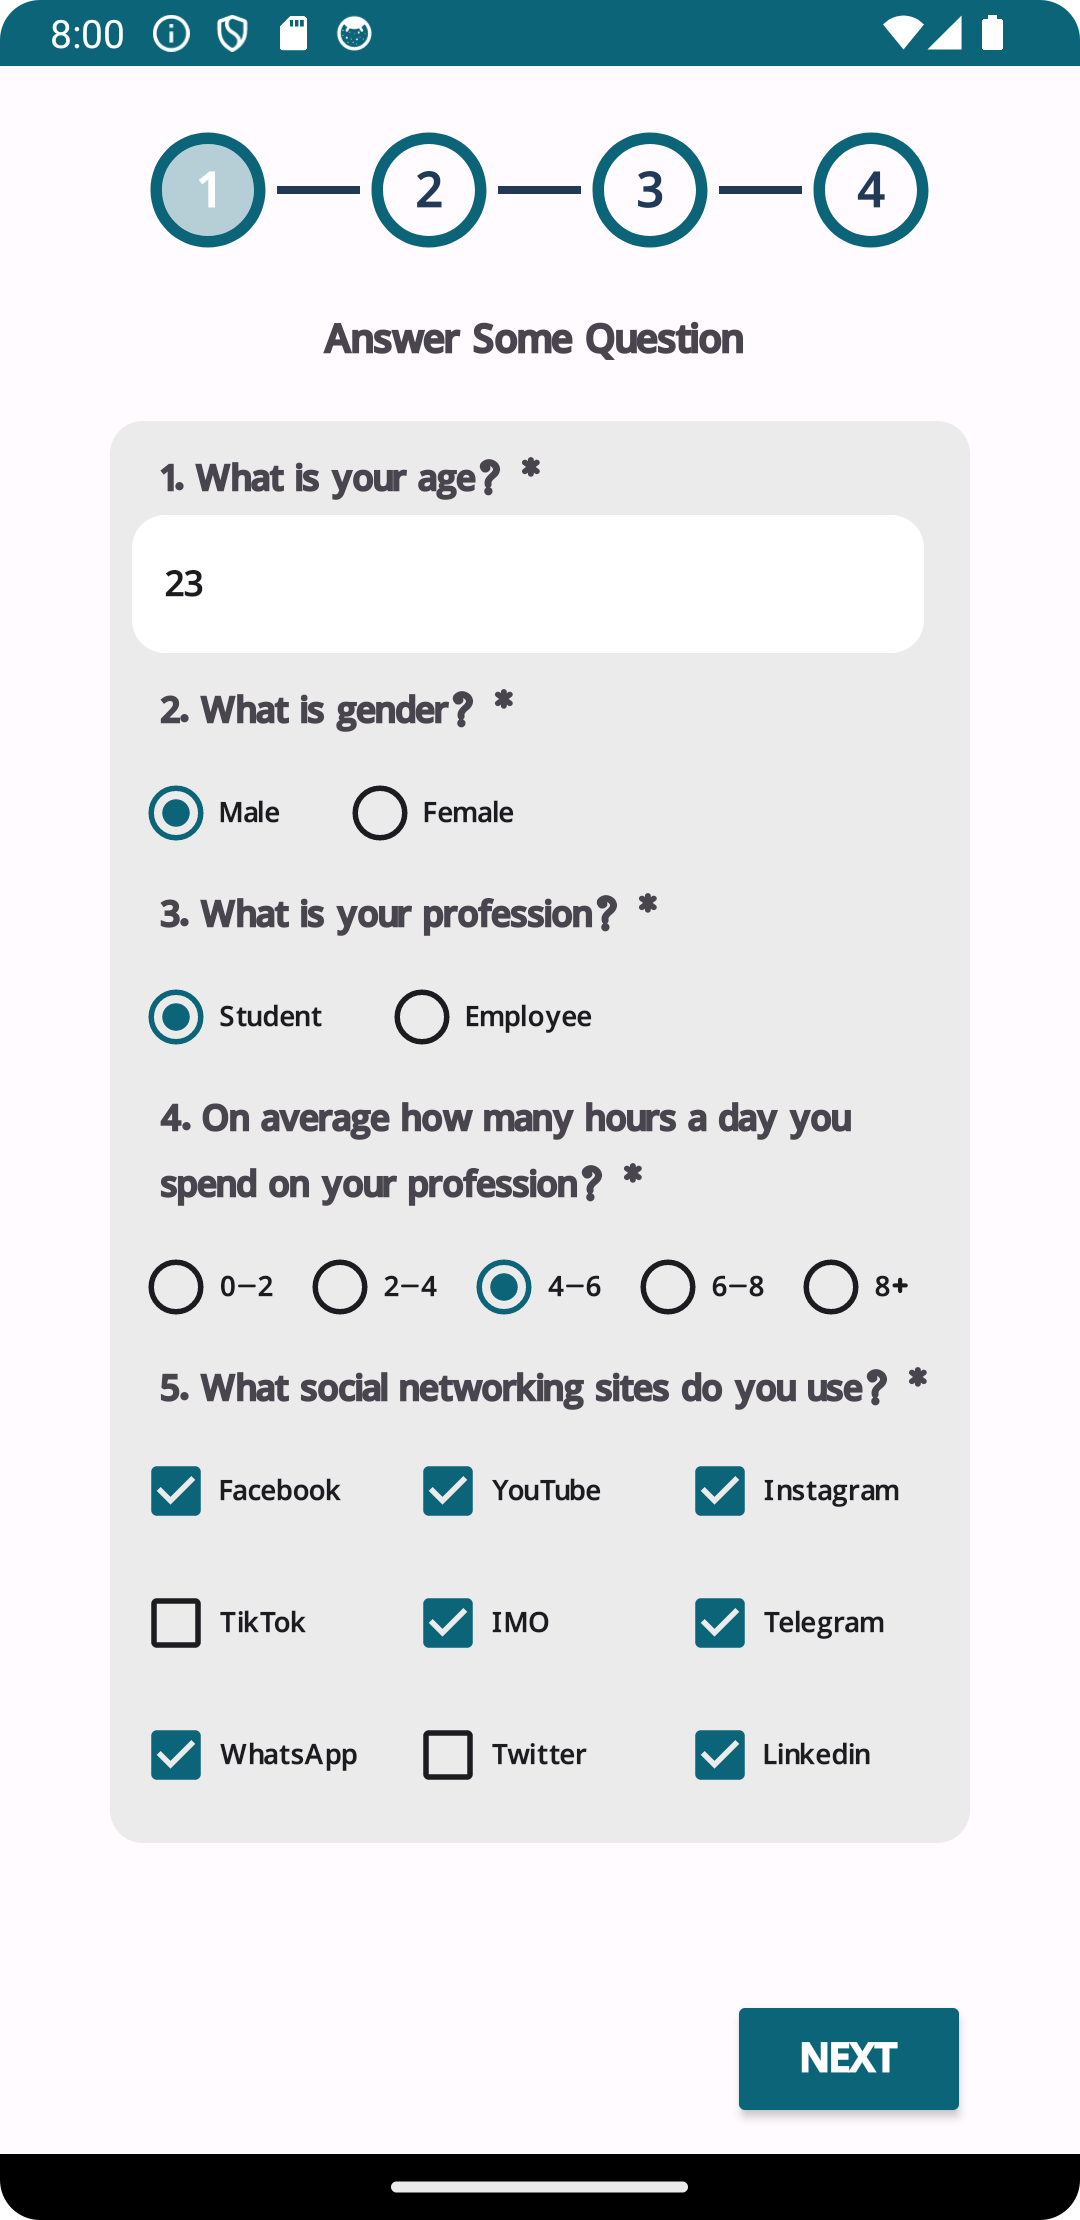 8:00
1 2 3 4
Answer Some Question
1. What is your age? *
23
2. What is gender? *
Male Female
3. What is your profession? *
Student Employee
4. On average how many hours a day you
spend on your profession? *
0-2 2-4 4-6 6-8 8+
5. What social networking sites do you use? *
Facebook YouTube Instagram
TikTok IMO Telegram
WhatsApp Twitter Linkedin
NEXT